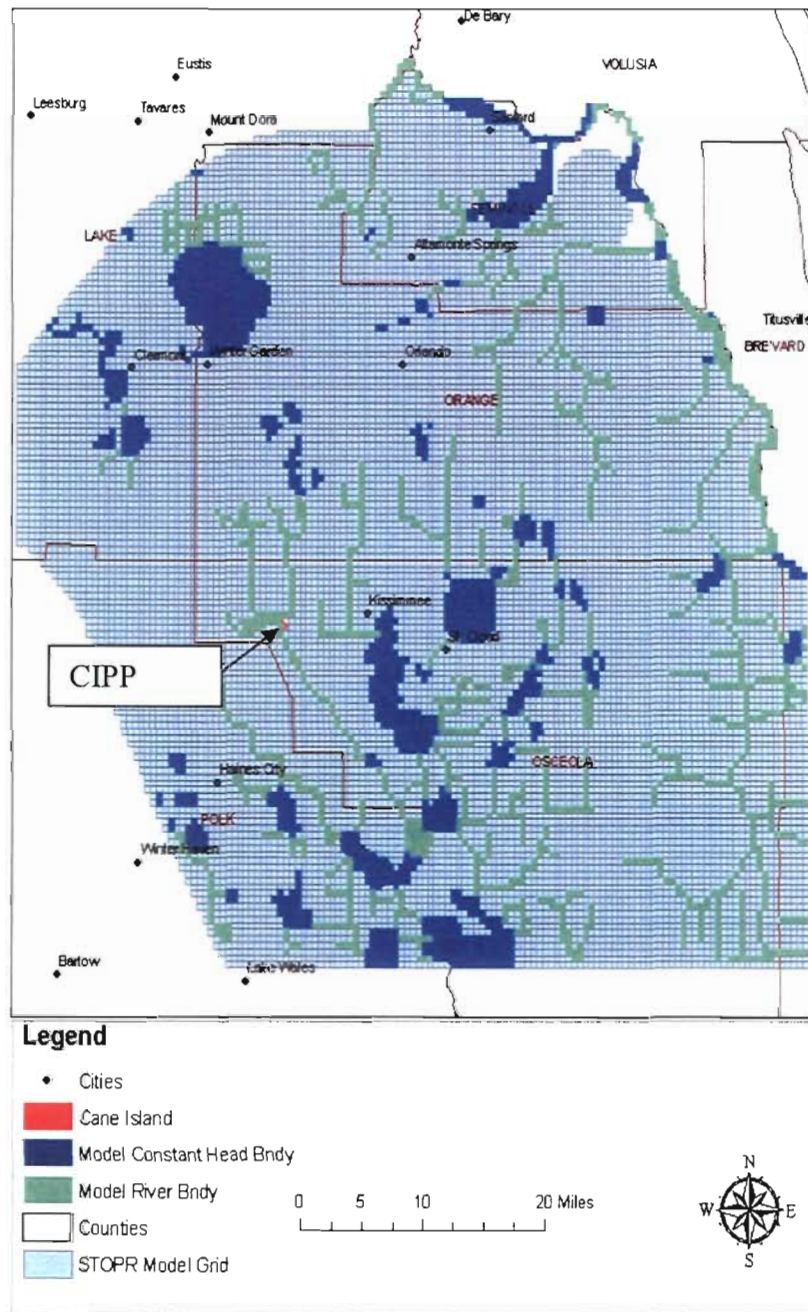 De Bary
Eustis
VOLUSIA
Leesburg
Tavares
Mount Dora
Sanford
SEMINOLE
LAKE
Altamonte Springs
Titusville
BREVARD
Clermont
Winter Garden
Orlando
ORANGE
Kissimmee
St. Cloud
CIPP
OSCEOLA
Haines City
POLK
Winter Haven
Bartow
Lake Wales
Legend
Cities
Cane Island
Model Constant Head Bndy
Model River Bndy
0 5 10 20 Miles
Counties
STOPR Model Grid
N
W E
S